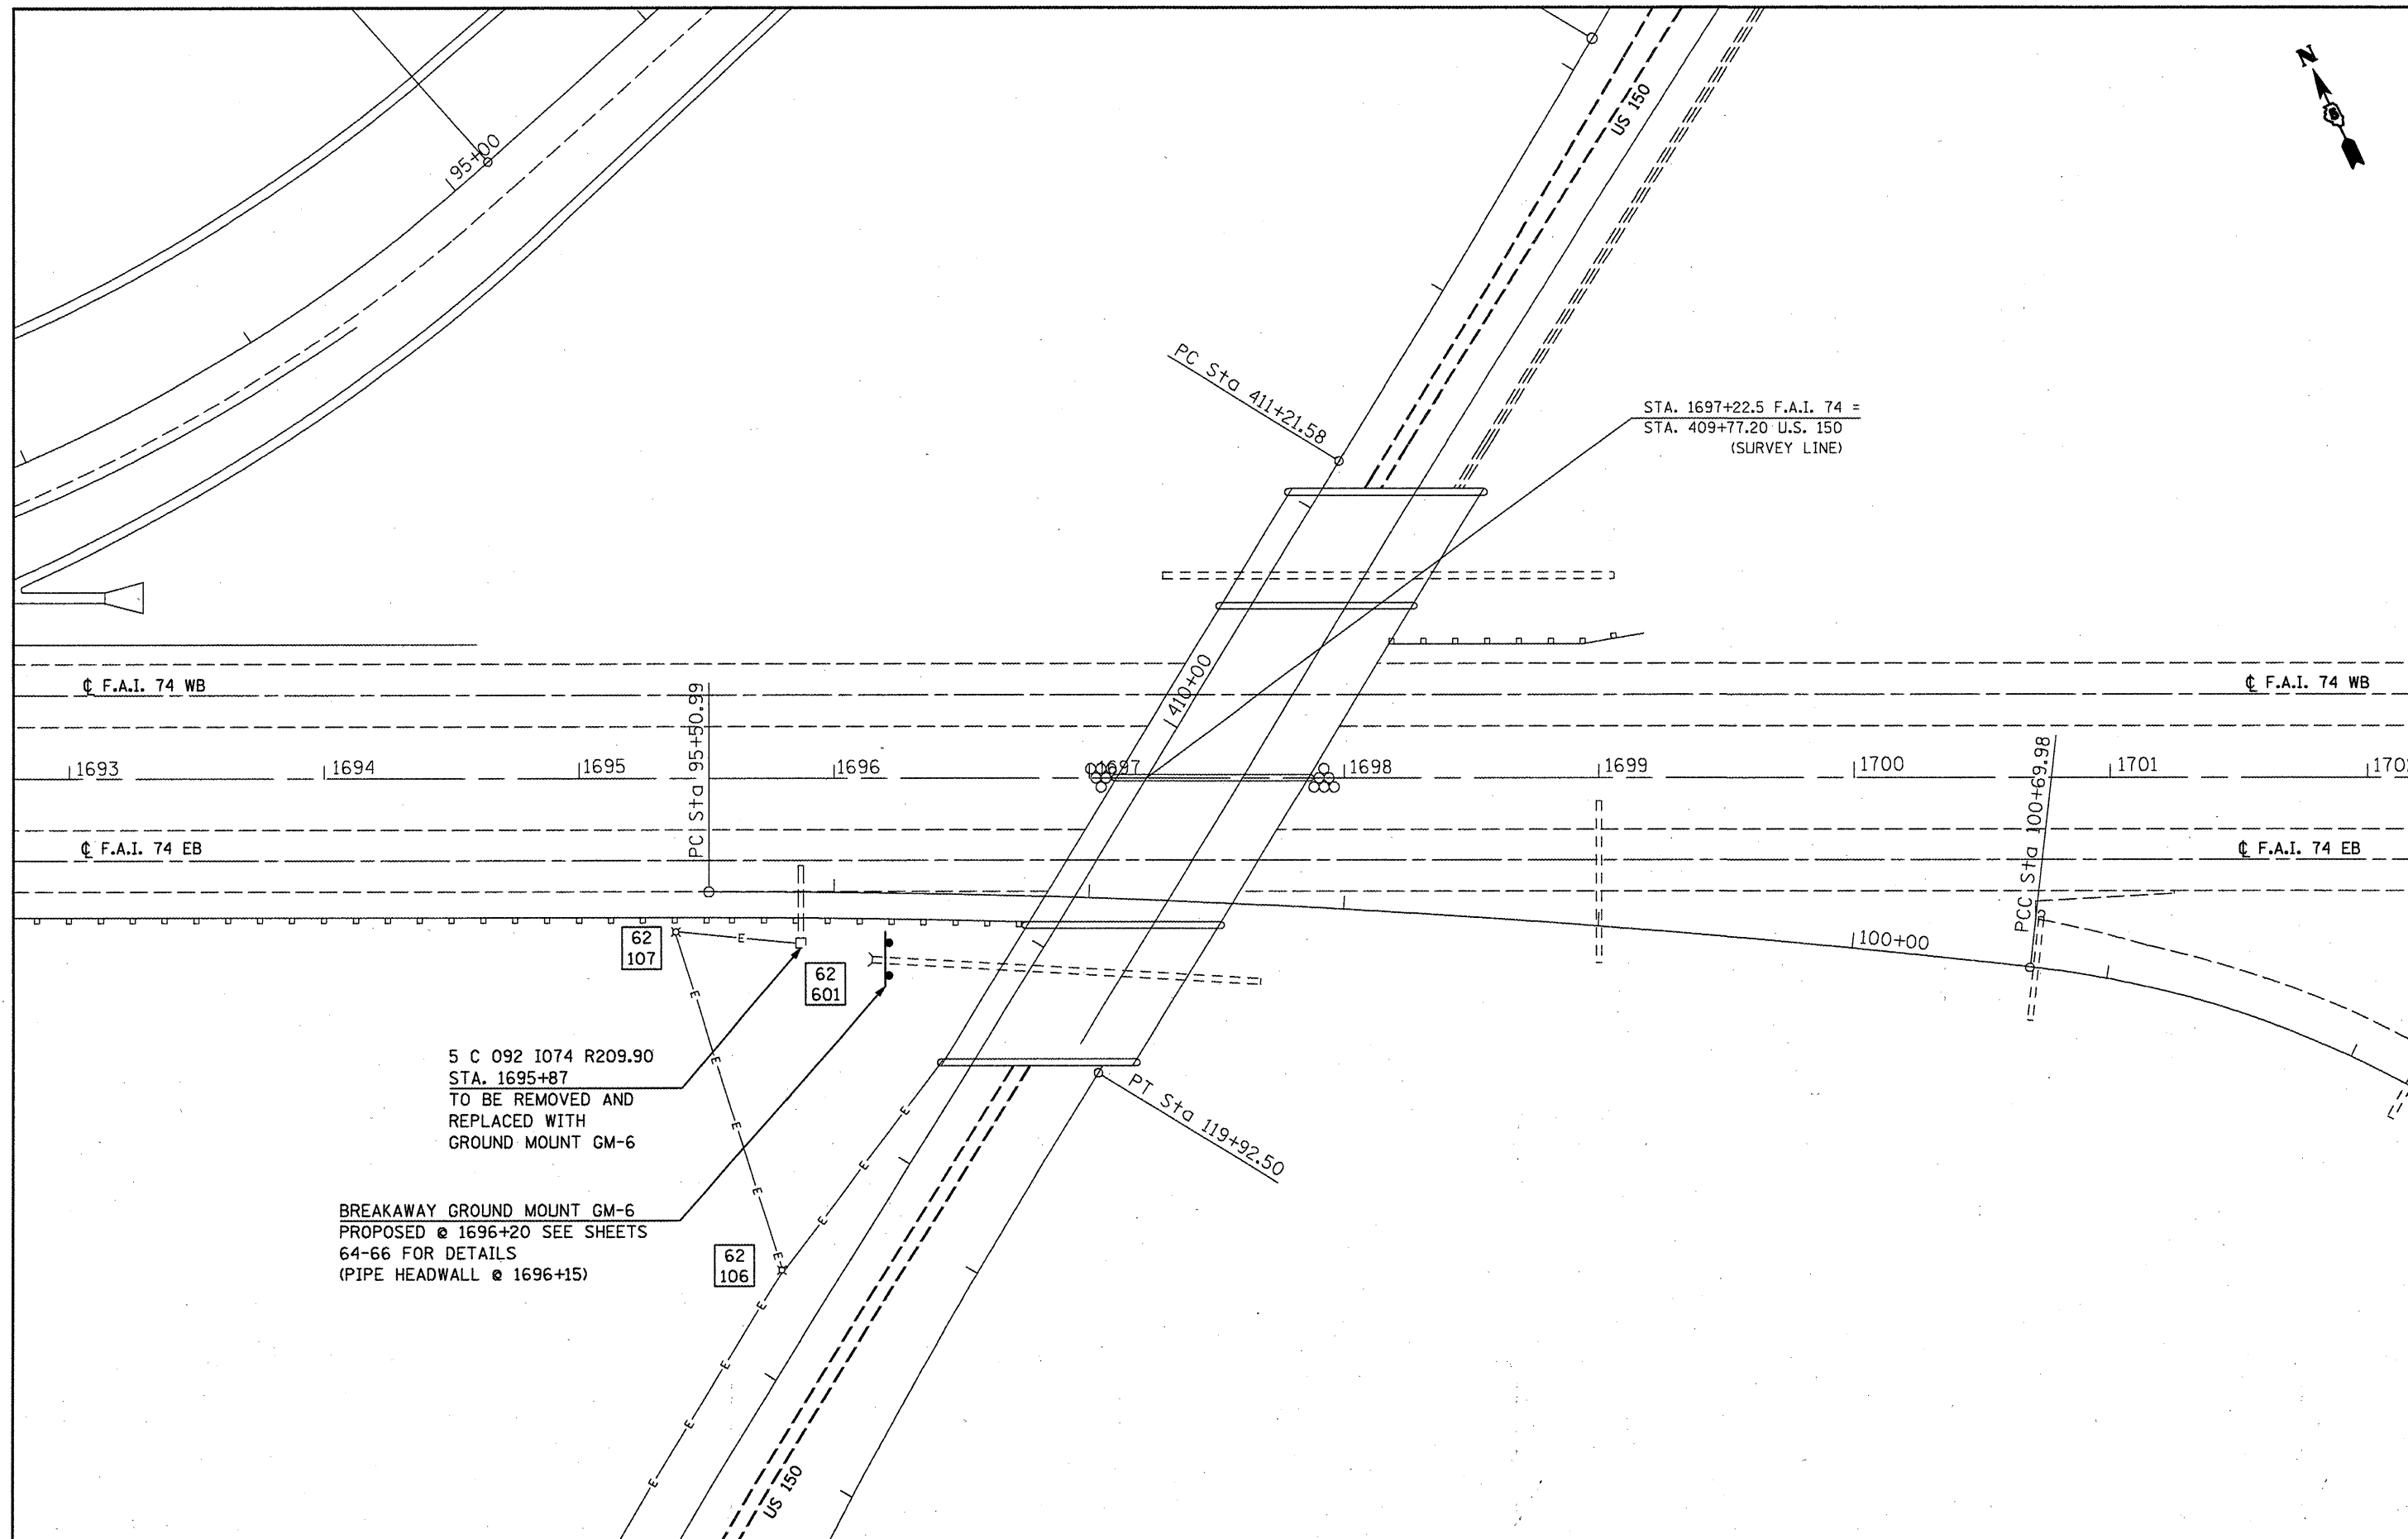 N
US 150
95+00
PC Sta 411+21.58
STA. 1697+22.5 F.A.I. 74 =
STA. 409+77.20 U.S. 150
(SURVEY LINE)
410+00
℄ F.A.I. 74 WB
℄ F.A.I. 74 WB
PC Sta 95+50.99
1693
1694
1695
1696
1697
1698
1699
1700
1701
PCC Sta 100+69.98
℄ F.A.I. 74 EB
℄ F.A.I. 74 EB
100+00
E
62
107
62
601
E
E
E
E
E
E
E
E
E
E
E
E
5 C 092 I074 R209.90
STA. 1695+87
TO BE REMOVED AND
REPLACED WITH
GROUND MOUNT GM-6
PT Sta 119+92.50
BREAKAWAY GROUND MOUNT GM-6
PROPOSED @ 1696+20 SEE SHEETS
64-66 FOR DETAILS
(PIPE HEADWALL @ 1696+15)
62
106
US 150